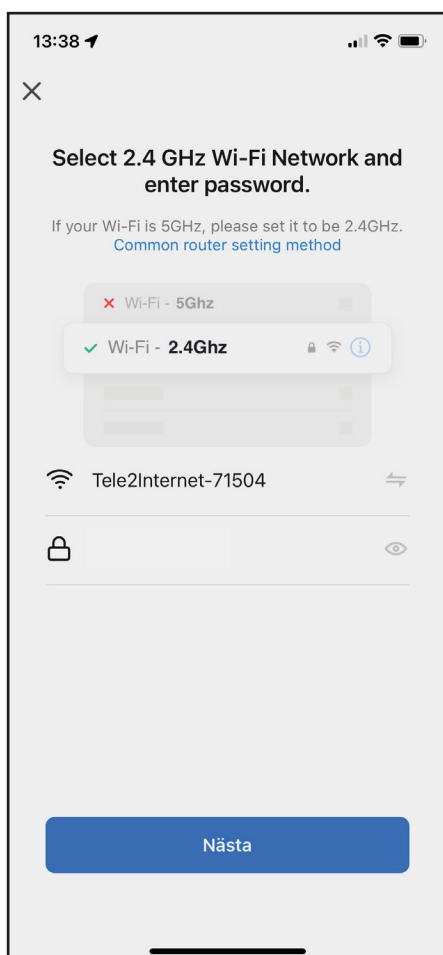 13:38
Select 2.4 GHz Wi-Fi Network and
enter password.
If your Wi-Fi is 5GHz, please set it to be 2.4GHz.
Common router setting method
Wi-Fi - 5Ghz
Wi-Fi - 2.4Ghz
Tele2Internet-71504
Nästa